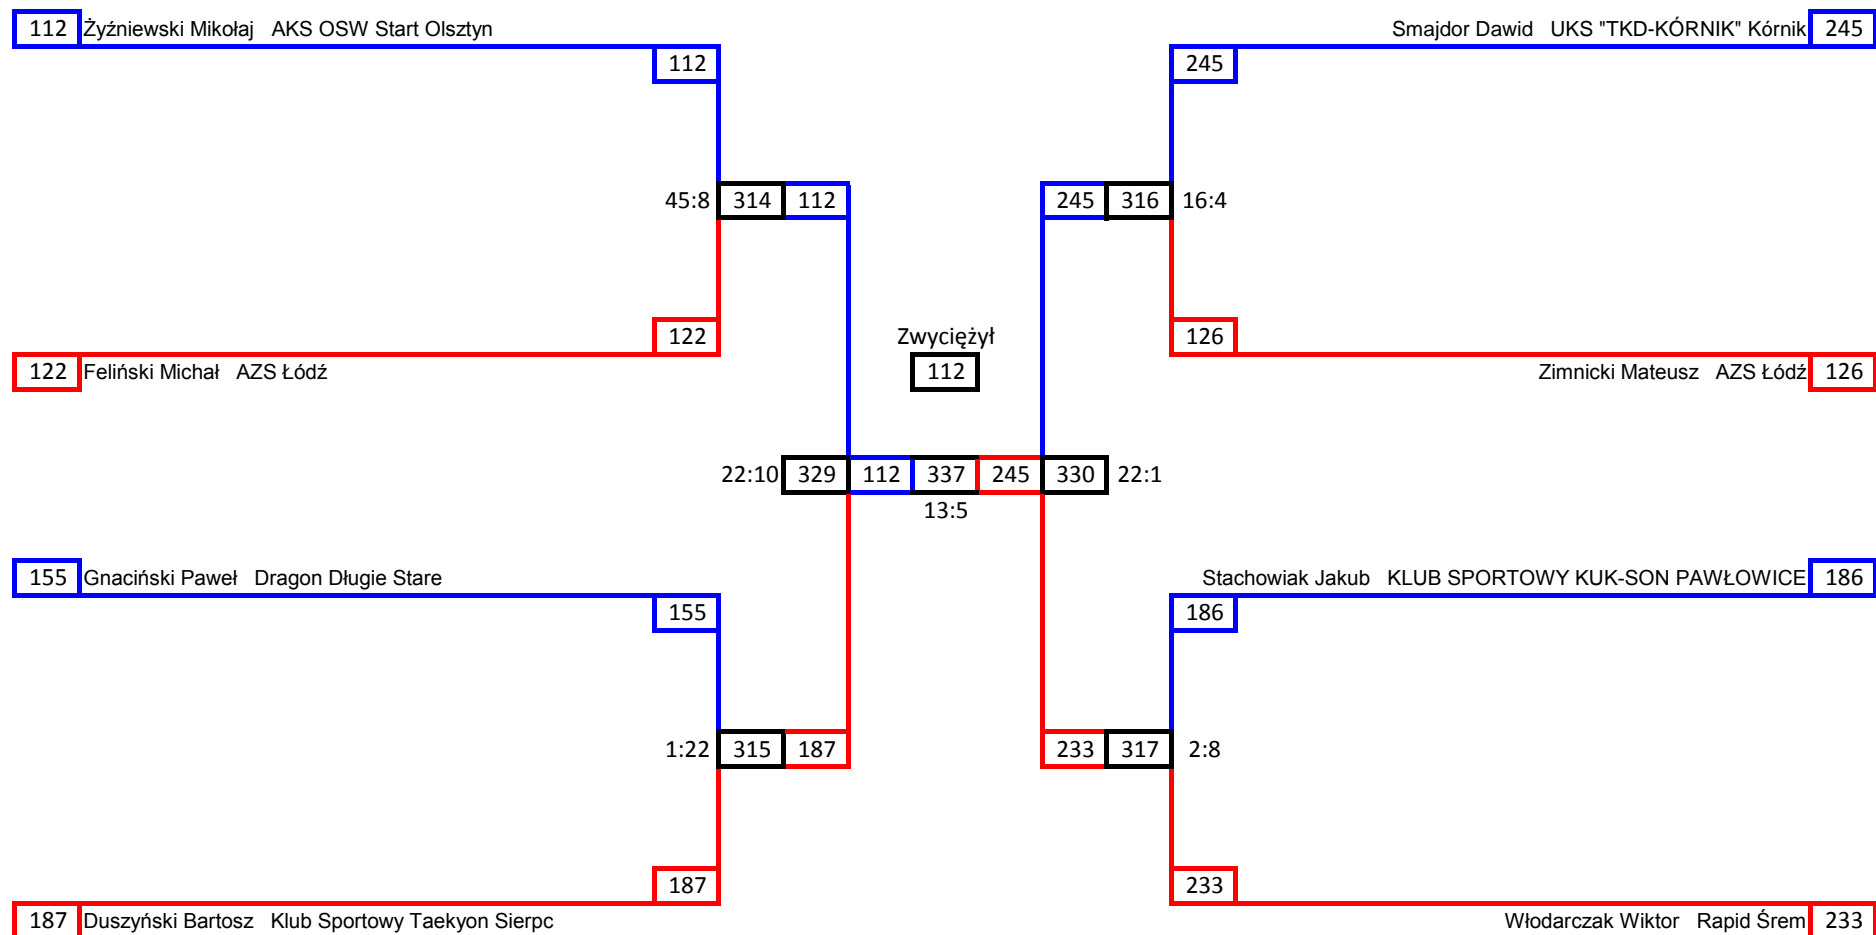 112 Żyźniewski Mikołaj AKS OSW Start Olsztyn
Smajdor Dawid UKS "TKD-KÓRNIK" Kórnik 245
112
245
45:8 314 112
245 316 16:4
122
Zwyciężył
126
122 Feliński Michał AZS Łódź
112
Zimnicki Mateusz AZS Łódź 126
22:10 329 112 337 245 330 22:1
13:5
155 Gnaciński Paweł Dragon Długie Stare
Stachowiak Jakub KLUB SPORTOWY KUK-SON PAWŁOWICE 186
155
186
1:22 315 187
233 317 2:8
187
233
187 Duszyński Bartosz Klub Sportowy Taekyon Sierpc
Włodarczak Wiktor Rapid Śrem 233